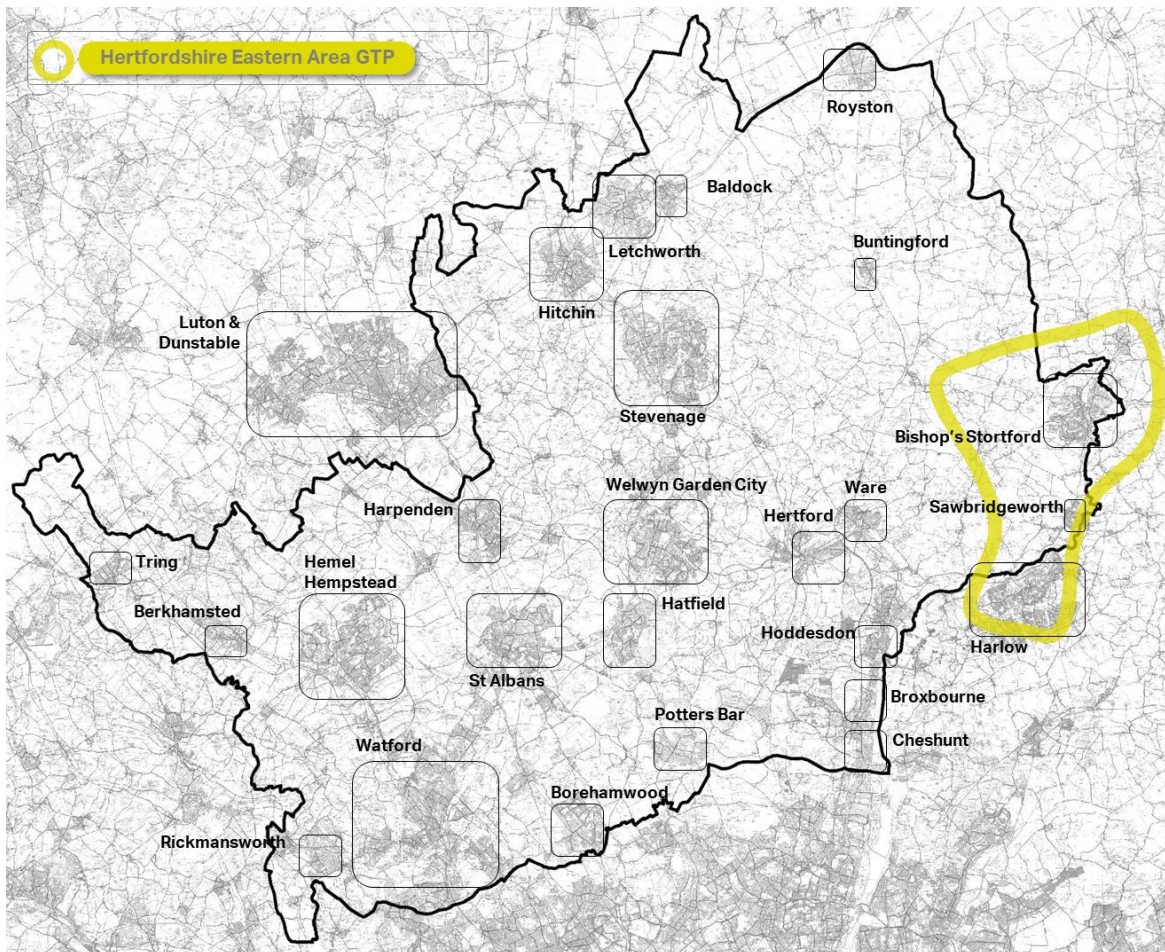 Hertfordshire Eastern Area GTP
Royston
Baldock
Letchworth
Buntingford
Hitchin
Luton &
Dunstable
Stevenage
Bishop's Stortford
Welwyn Garden City
Ware
Harpenden
Hertford
Sawbridgeworth
Tring
Hemel
Hempstead
Berkhamsted
Hatfield
Hoddesdon
Harlow
St Albans
Broxbourne
Potters Bar
Cheshunt
Watford
Borehamwood
Rickmansworth